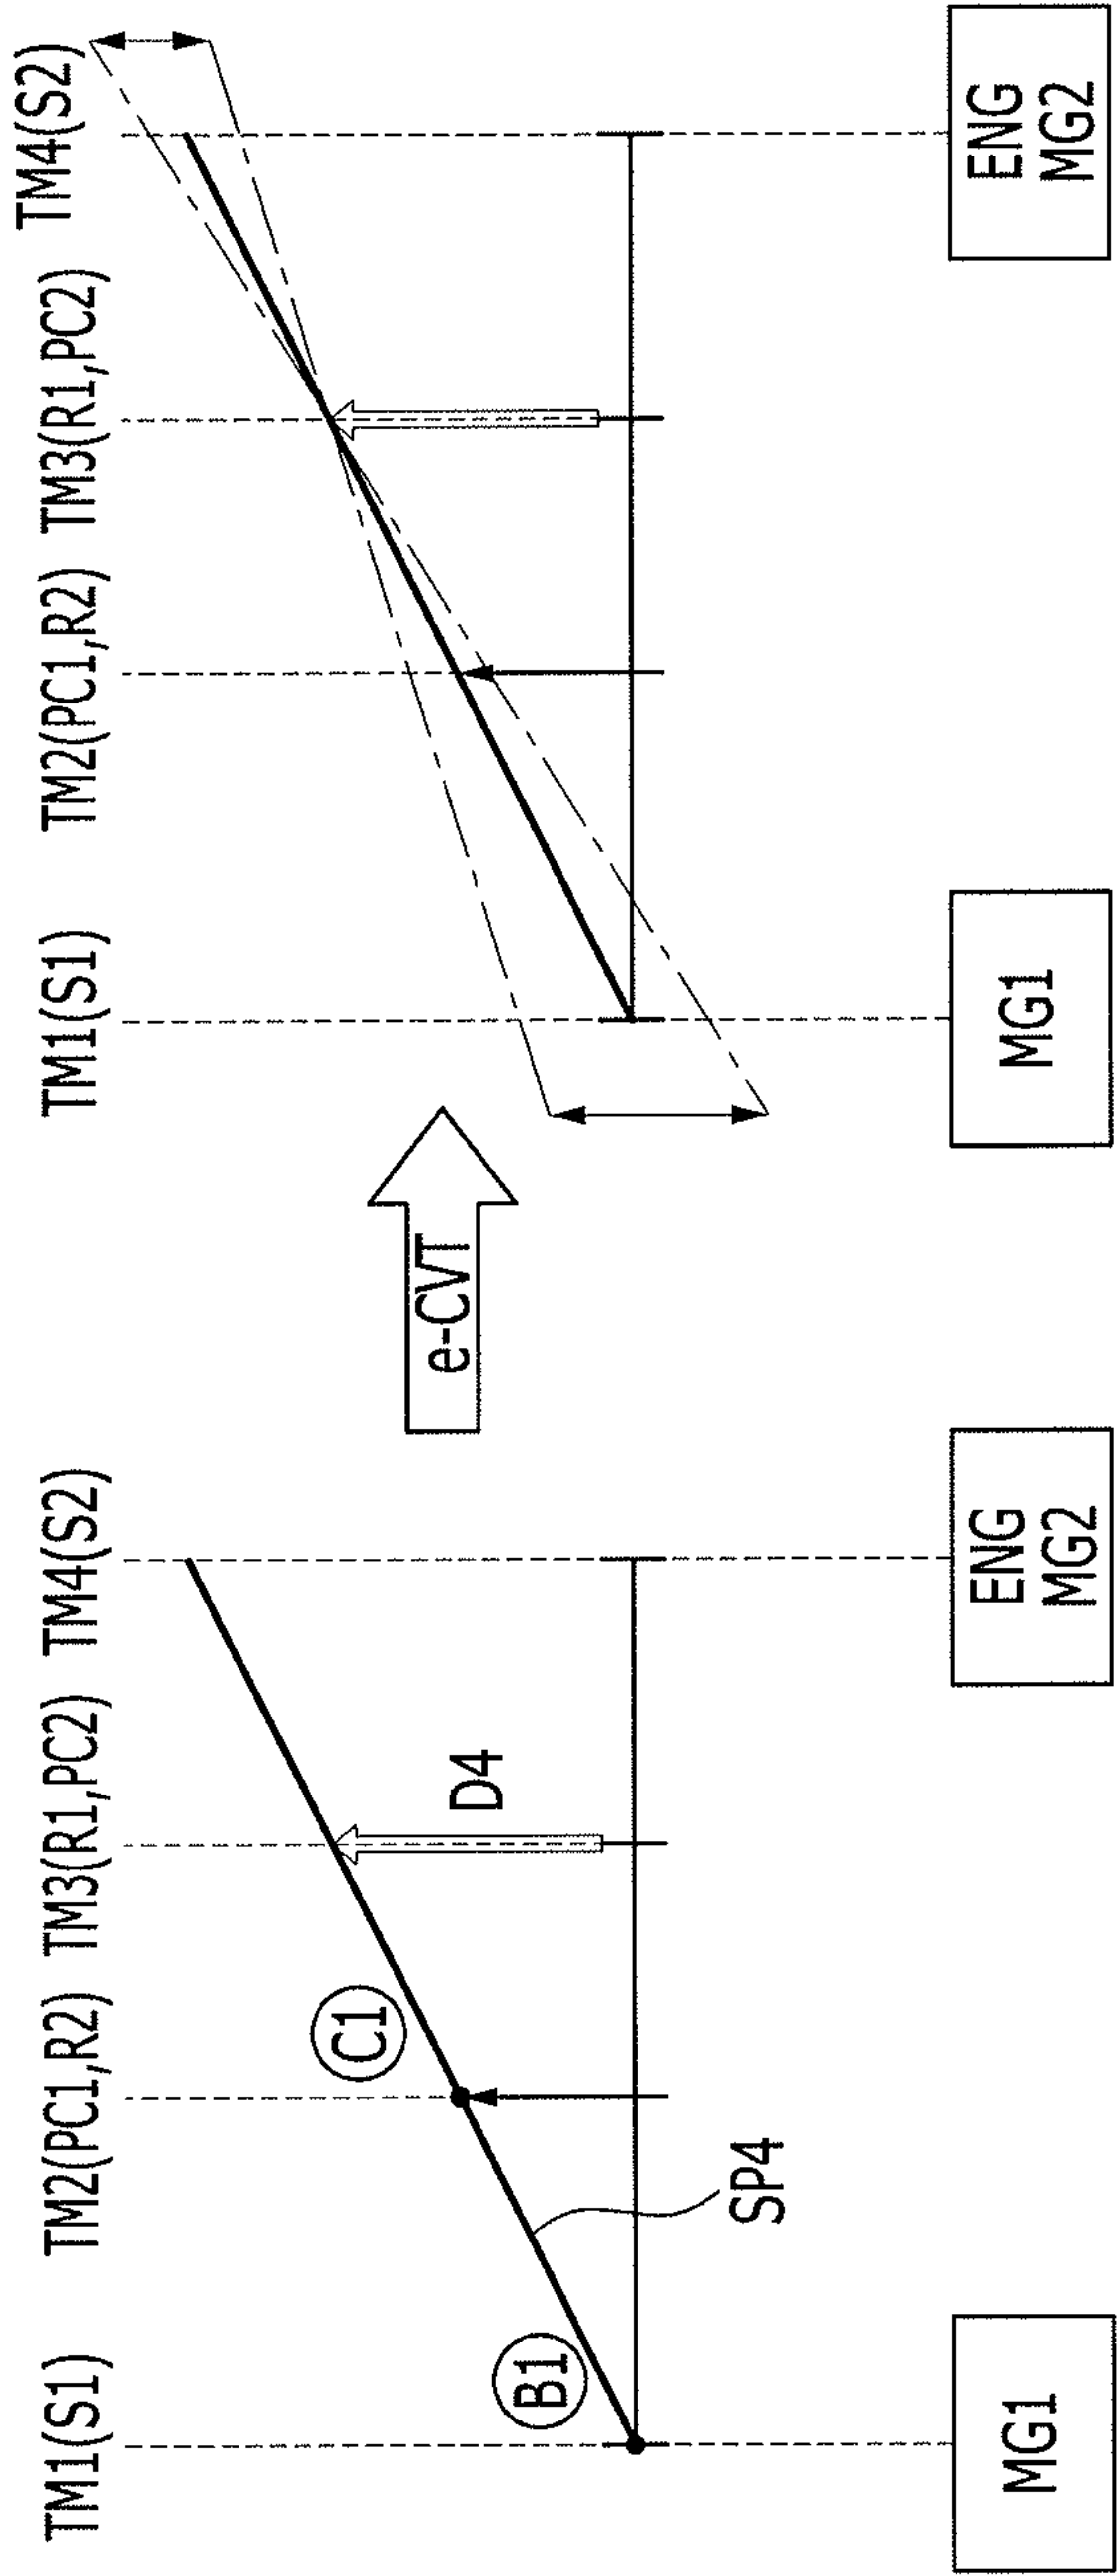 TM1(S1) TM2(PC1,R2) TM3(R1,PC2) TM4(S2)
C1
B1
D4
SP4
MG1
ENG
MG2
e-CVT
TM1(S1) TM2(PC1,R2) TM3(R1,PC2) TM4(S2)
MG1
ENG
MG2